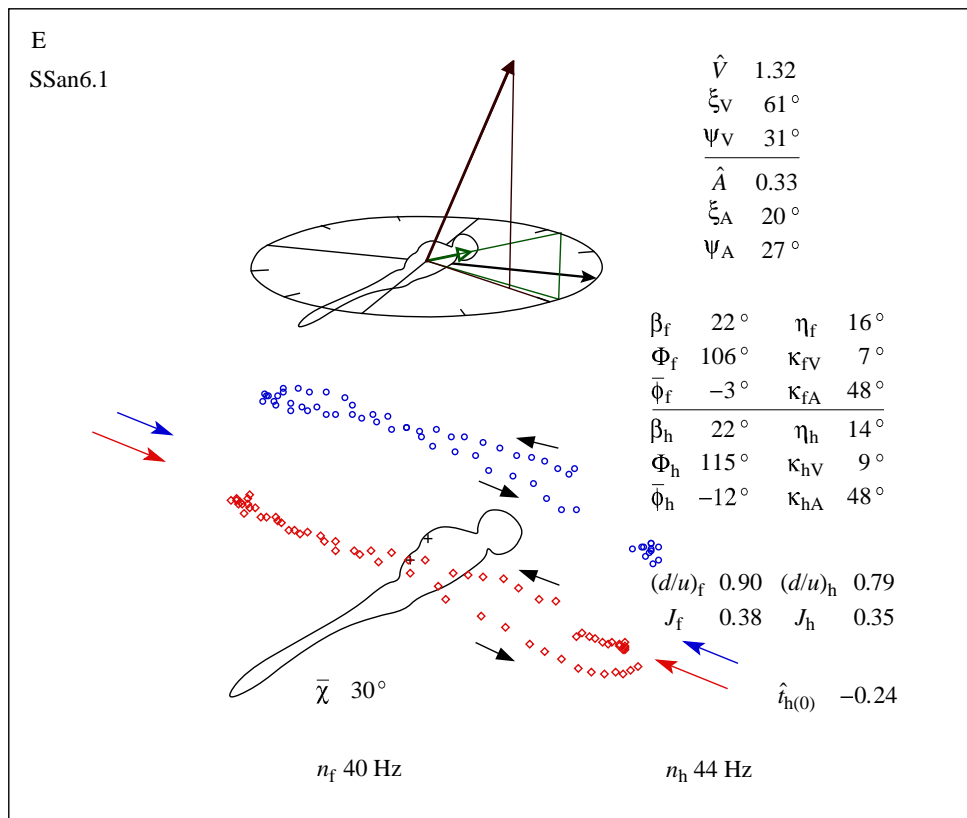 E
SSan6.1
V̂ 1.32
ξV 61°
ψV 31°
Â 0.33
ξA 20°
ψA 27°
βf 22° ηf 16°
Φf 106° κfV 7°
ϕ̅f −3° κfA 48°
βh 22° ηh 14°
Φh 115° κhV 9°
ϕ̅h −12° κhA 48°
(d/u)f 0.90 (d/u)h 0.79
Jf 0.38 Jh 0.35
χ̅ 30° t̂h(0) −0.24
nf 40 Hz nh 44 Hz